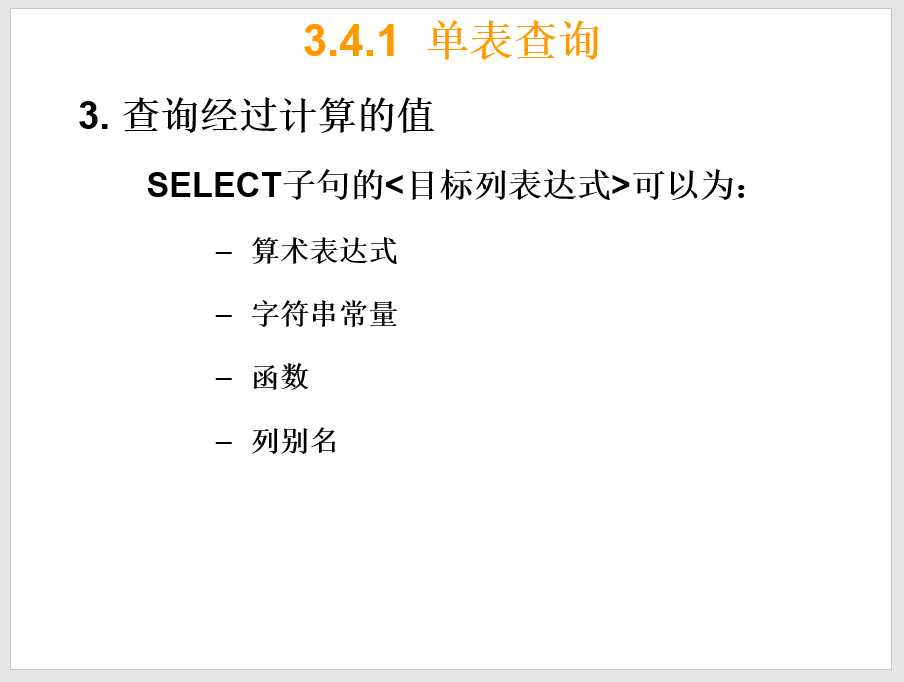 3.4.1 单表查询
3. 查询经过计算的值
SELECT子句的<目标列表达式>可以为：
– 算术表达式
– 字符串常量
– 函数
– 列别名